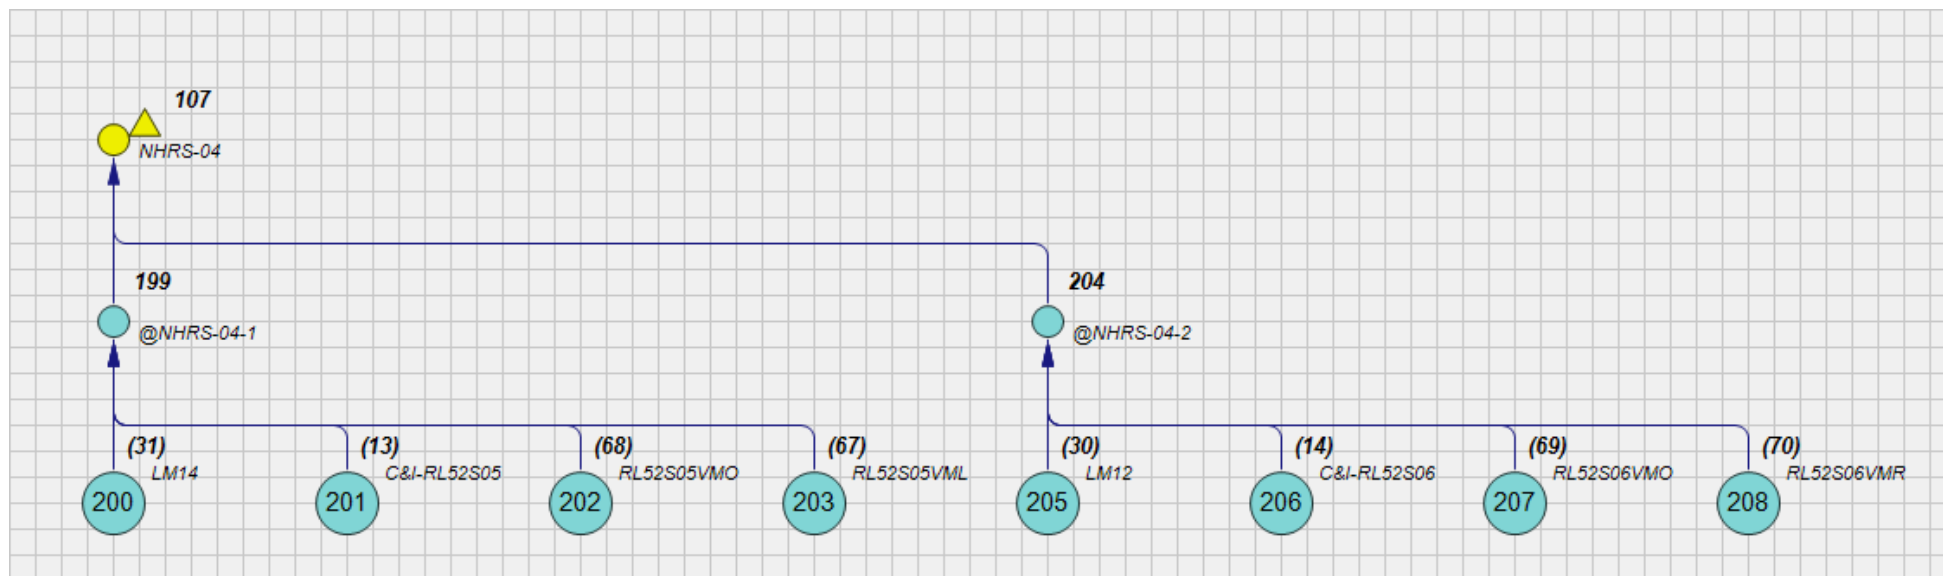 107
NHRS-04
199
@NHRS-04-1
204
@NHRS-04-2
(31)
LM14
200
(13)
C&I-RL52S05
201
(68)
RL52S05VMO
202
(67)
RL52S05VML
203
(30)
LM12
205
(14)
C&I-RL52S06
206
(69)
RL52S06VMO
207
(70)
RL52S06VMR
208